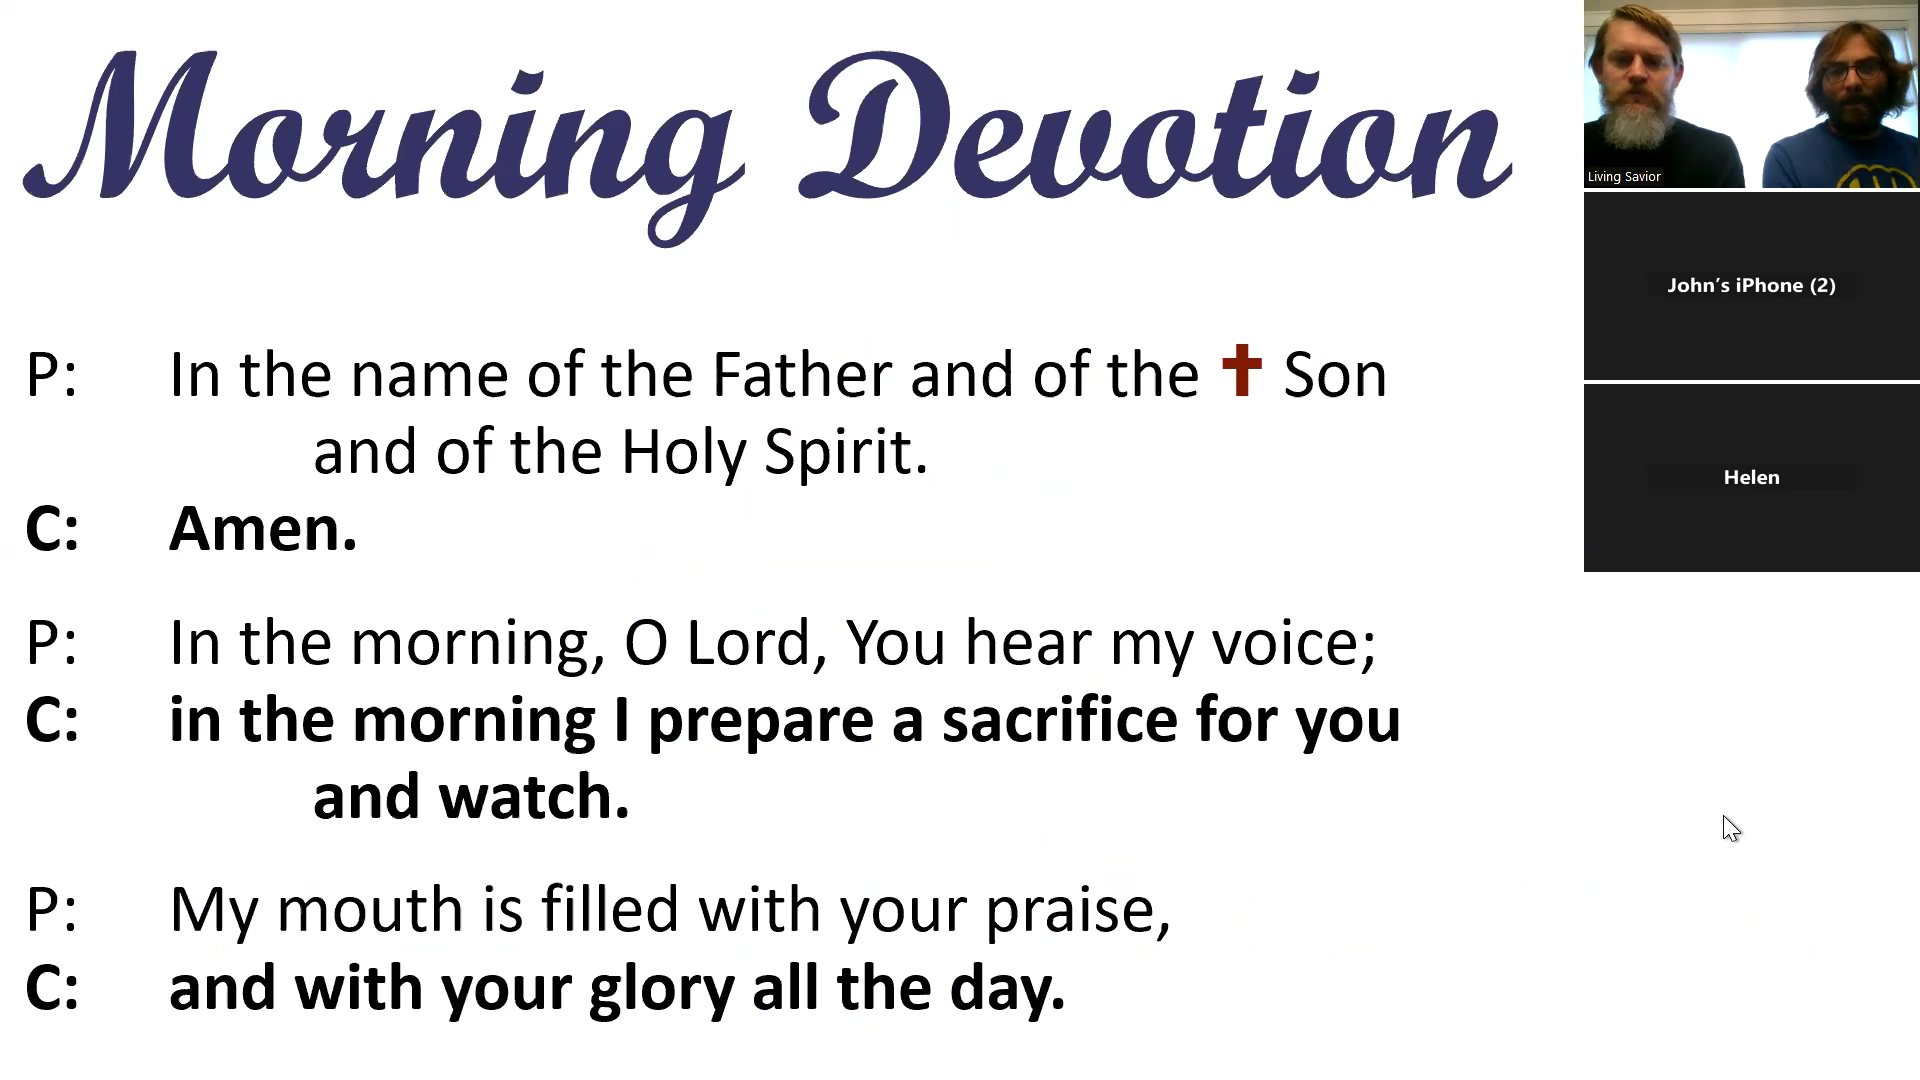 Morning Devotion
P: In the name of the Father and of the ✝ Son
and of the Holy Spirit.
C: Amen.
P: In the morning, O Lord, You hear my voice;
C: in the morning I prepare a sacrifice for you
and watch.
P: My mouth is filled with your praise,
C: and with your glory all the day.
Living Savior
John’s iPhone (2)
Helen